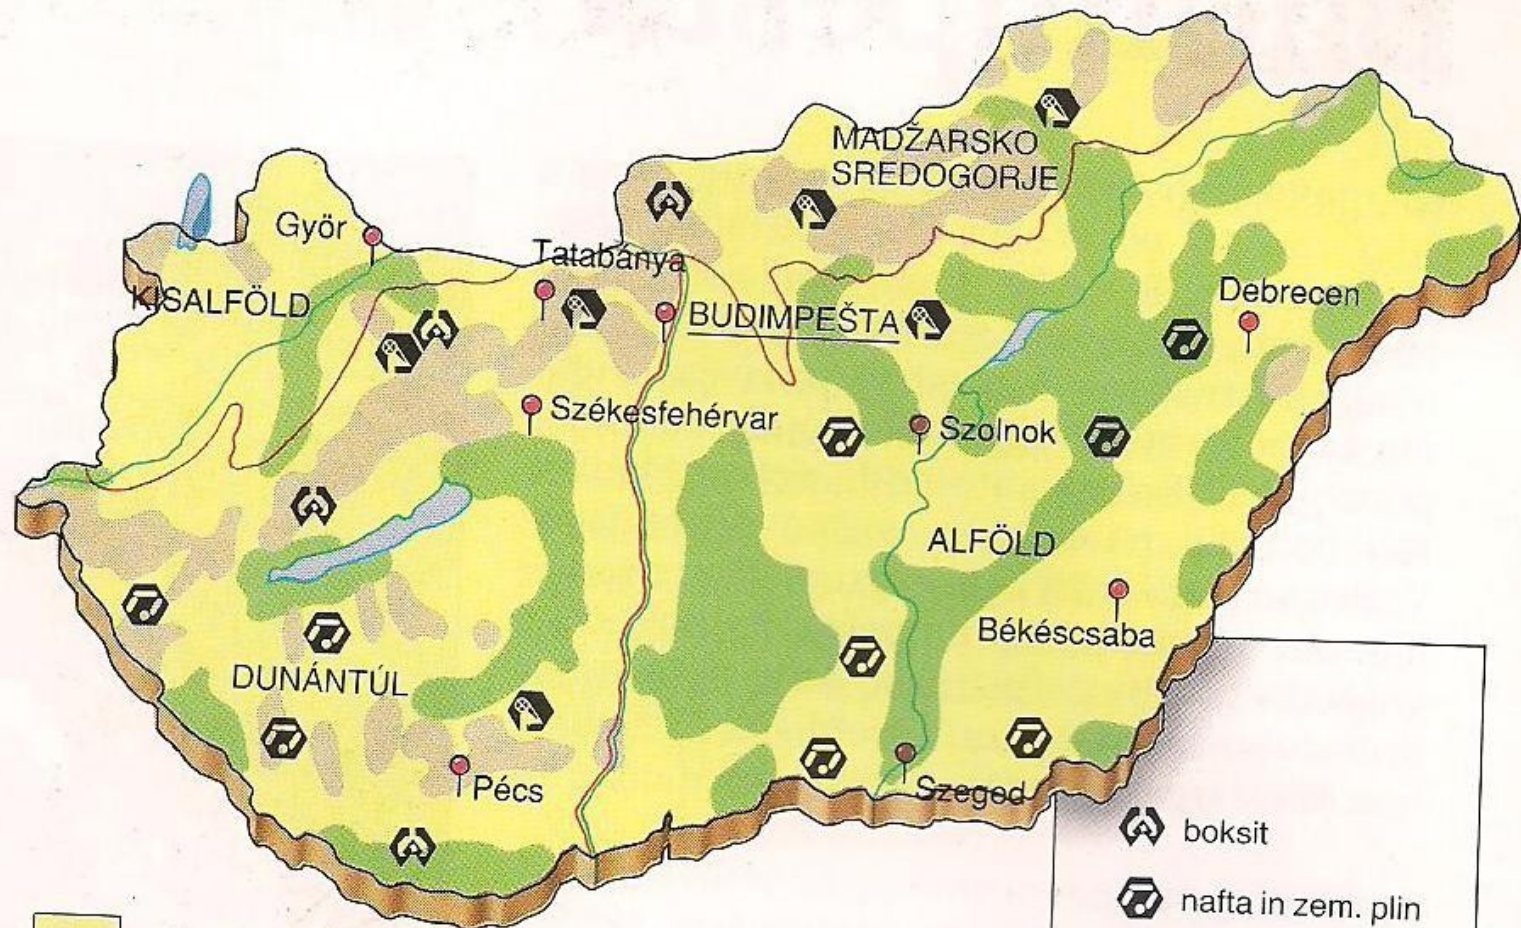 MADŽARSKO
SREDOGORJE
Györ
Tatabánya
KISALFÖLD
BUDIMPEŠTA
Debrecen
Székesfehérvar
Szolnok
ALFÖLD
Békéscsaba
DUNÁNTÚL
Pécs
Szeged
boksit
nafta in zem. plin